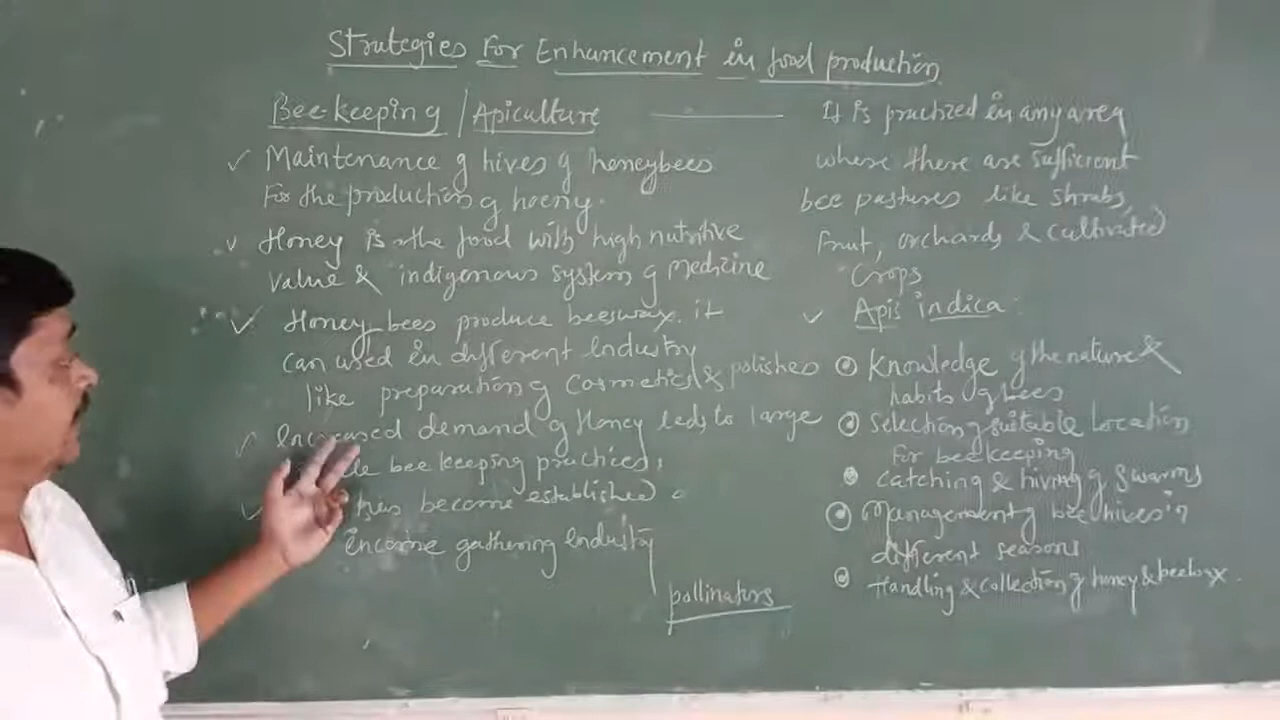 Strategies for Enhancement in food production
Bee-keeping / Apiculture
✓ Maintenance of hives of honeybees
For the production of hoeny.
✓ Honey is the food with high nutritive
value & indigenous system of medicine
✓ Honey bees produce beeswax. it
can used in different industry
like preparation of cosmetics & polishes
✓ Increased demand of Honey leds to large
bee keeping practices,
✓ has become established
income gathering industry
pollinators
It is practized in any area
where there are sufficient
bee pastures like shrubs,
fruit, orchards & cultivated
crops
✓ Apis indica
Knowledge of the nature &
habits of bees
Selection of suitable location
for beekeeping
Catching & hiving of swarms
Management of beehives in
different seasons
Handling & collection of honey &